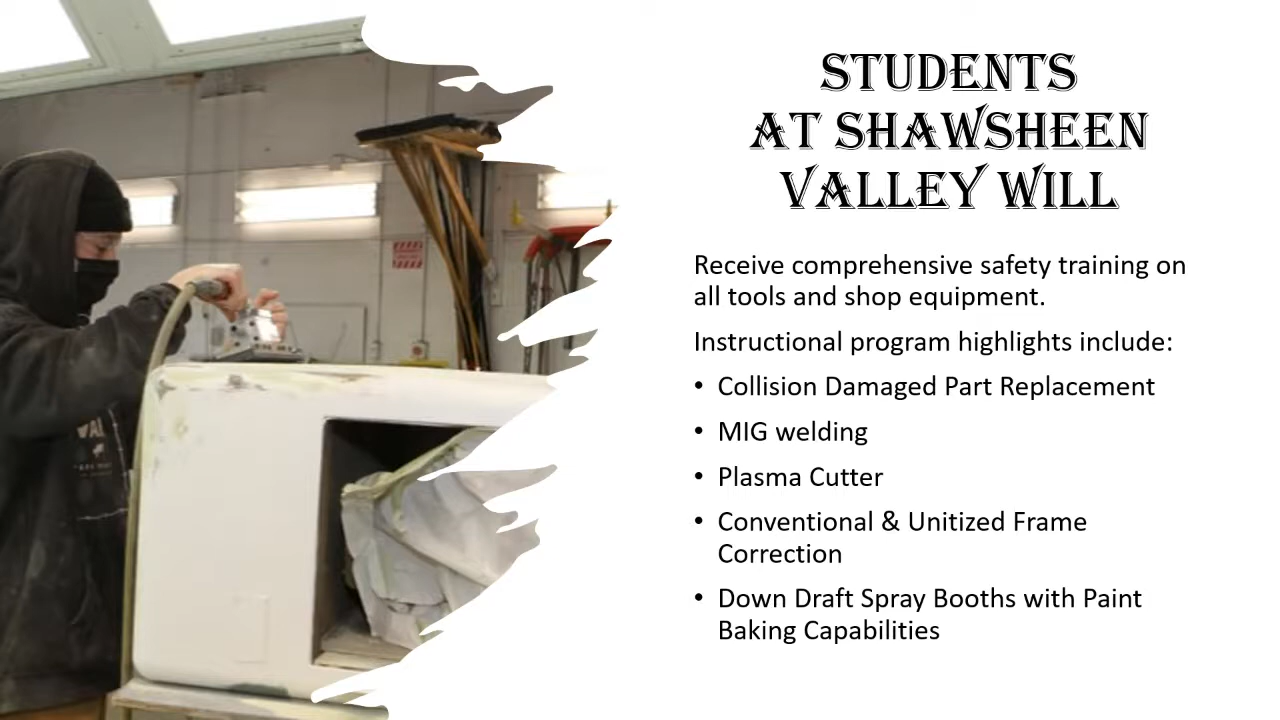 STUDENTS
AT SHAWSHEEN
VALLEY WILL
Receive comprehensive safety training on
all tools and shop equipment.
Instructional program highlights include:
• Collision Damaged Part Replacement
• MIG welding
• Plasma Cutter
• Conventional & Unitized Frame
Correction
• Down Draft Spray Booths with Paint
Baking Capabilities